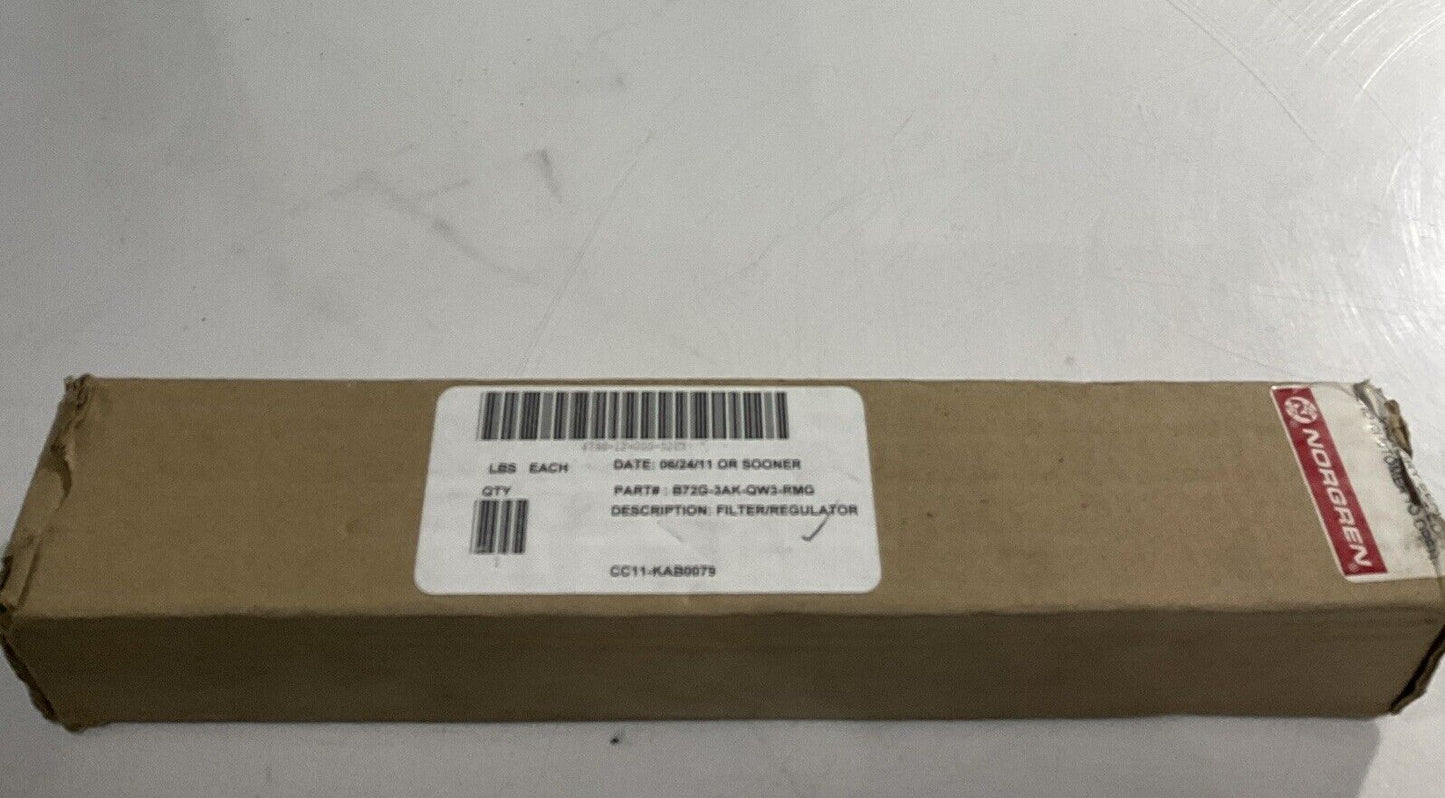 LBS EACH
DATE: 06/24/11 OR SOONER
QTY
PART# : B72G-3AK-QW3-RMG
DESCRIPTION: FILTER/REGULATOR
1
CC11-KAB0079
NORGREN